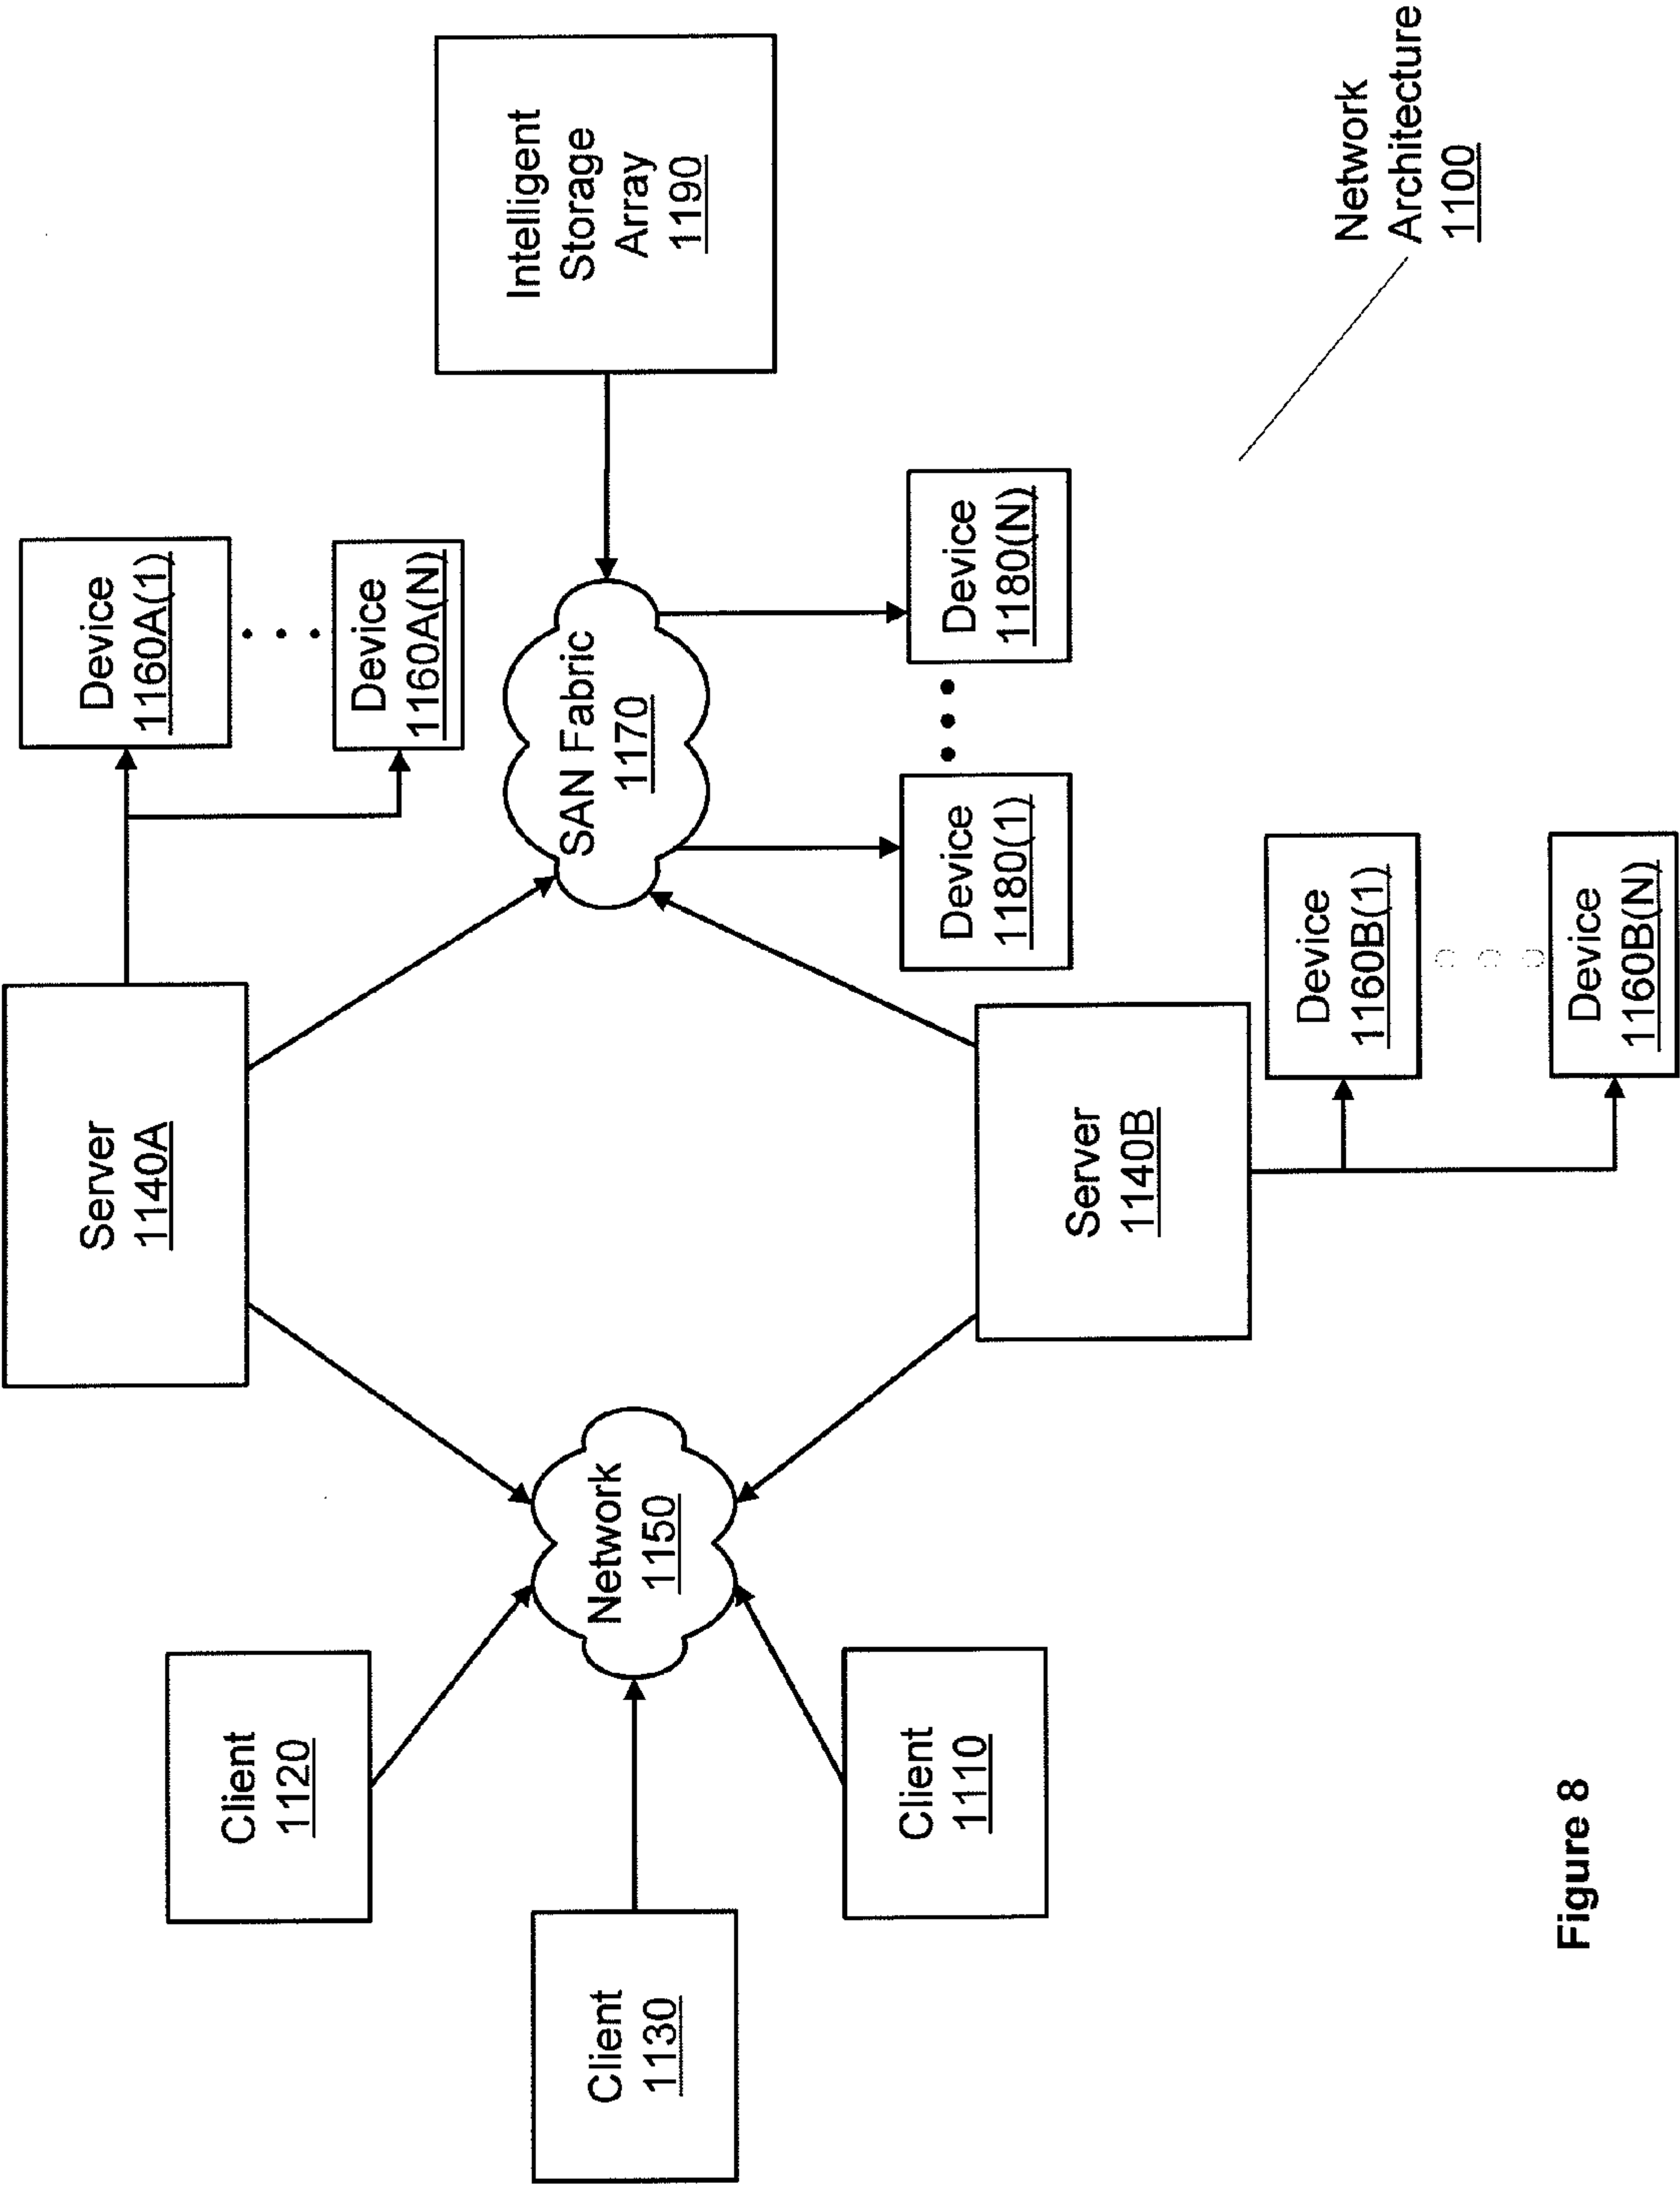 Device
1160A(1)
Device
1160A(N)
Server
1140A
Intelligent
Storage
Array
1190
SAN Fabric
1170
Client
1120
Network
1150
Client
1130
Device
1180(1)
Device
1180(N)
Client
1110
Server
1140B
Device
1160B(1)
Device
1160B(N)
Network
Architecture
1100
Figure 8